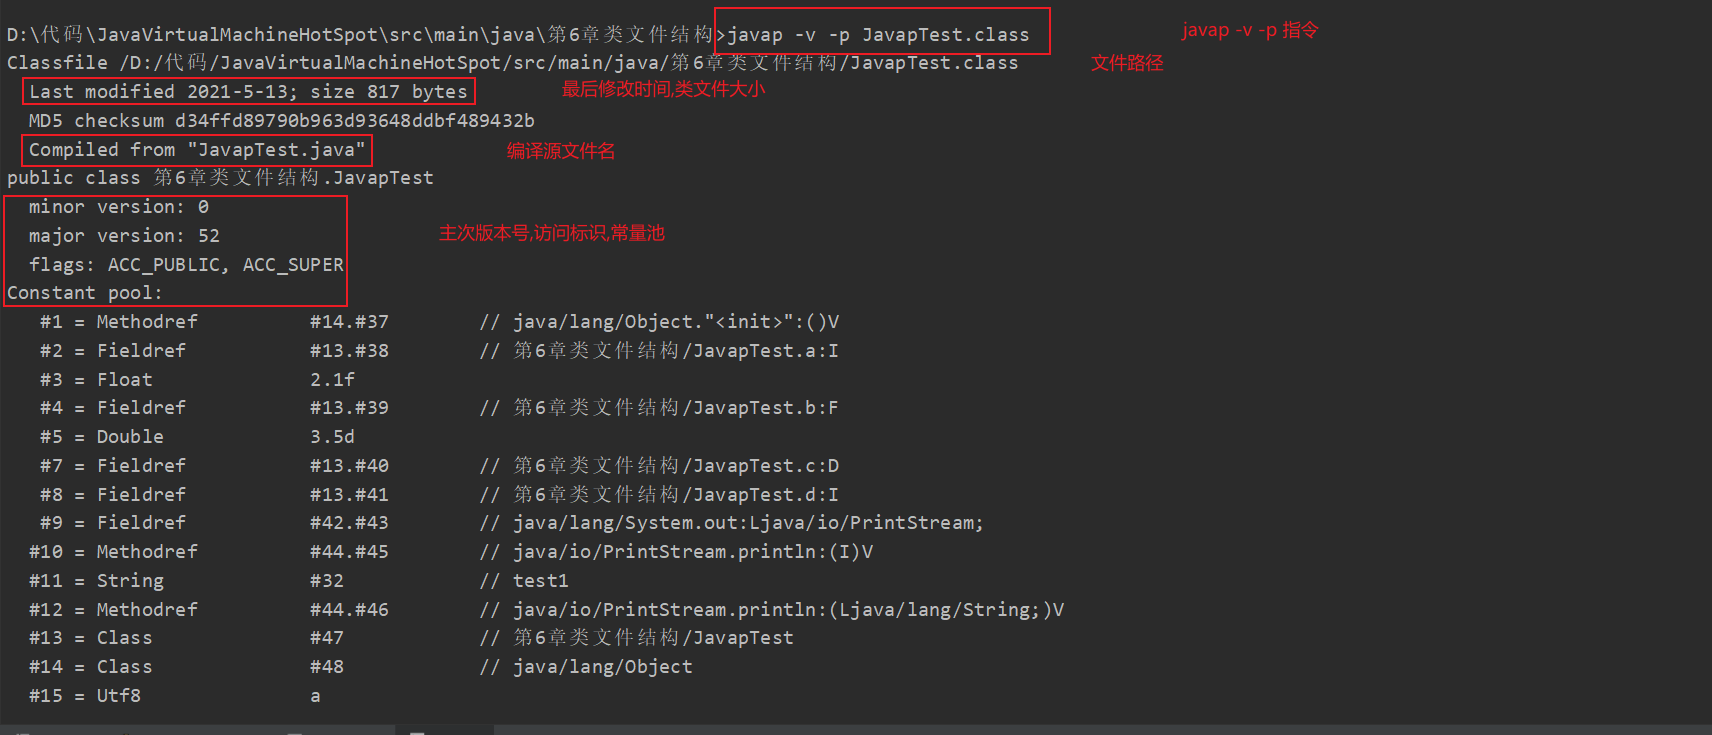 D:\代码\JavaVirtualMachineHotSpot\src\main\java\第6章类文件结构>javap -v -p JavapTest.class javap -v -p 指令
Classfile /D:/代码/JavaVirtualMachineHotSpot/src/main/java/第6章类文件结构/JavapTest.class 文件路径
Last modified 2021-5-13; size 817 bytes 最后修改时间,类文件大小
MD5 checksum d34ffd89790b963d93648ddbf489432b
Compiled from "JavapTest.java" 编译源文件名
public class 第6章类文件结构.JavapTest
minor version: 0
major version: 52 主次版本号,访问标识,常量池
flags: ACC_PUBLIC, ACC_SUPER
Constant pool:
#1 = Methodref #14.#37 // java/lang/Object."<init>":()V
#2 = Fieldref #13.#38 // 第6章类文件结构/JavapTest.a:I
#3 = Float 2.1f
#4 = Fieldref #13.#39 // 第6章类文件结构/JavapTest.b:F
#5 = Double 3.5d
#7 = Fieldref #13.#40 // 第6章类文件结构/JavapTest.c:D
#8 = Fieldref #13.#41 // 第6章类文件结构/JavapTest.d:I
#9 = Fieldref #42.#43 // java/lang/System.out:Ljava/io/PrintStream;
#10 = Methodref #44.#45 // java/io/PrintStream.println:(I)V
#11 = String #32 // test1
#12 = Methodref #44.#46 // java/io/PrintStream.println:(Ljava/lang/String;)V
#13 = Class #47 // 第6章类文件结构/JavapTest
#14 = Class #48 // java/lang/Object
#15 = Utf8 a